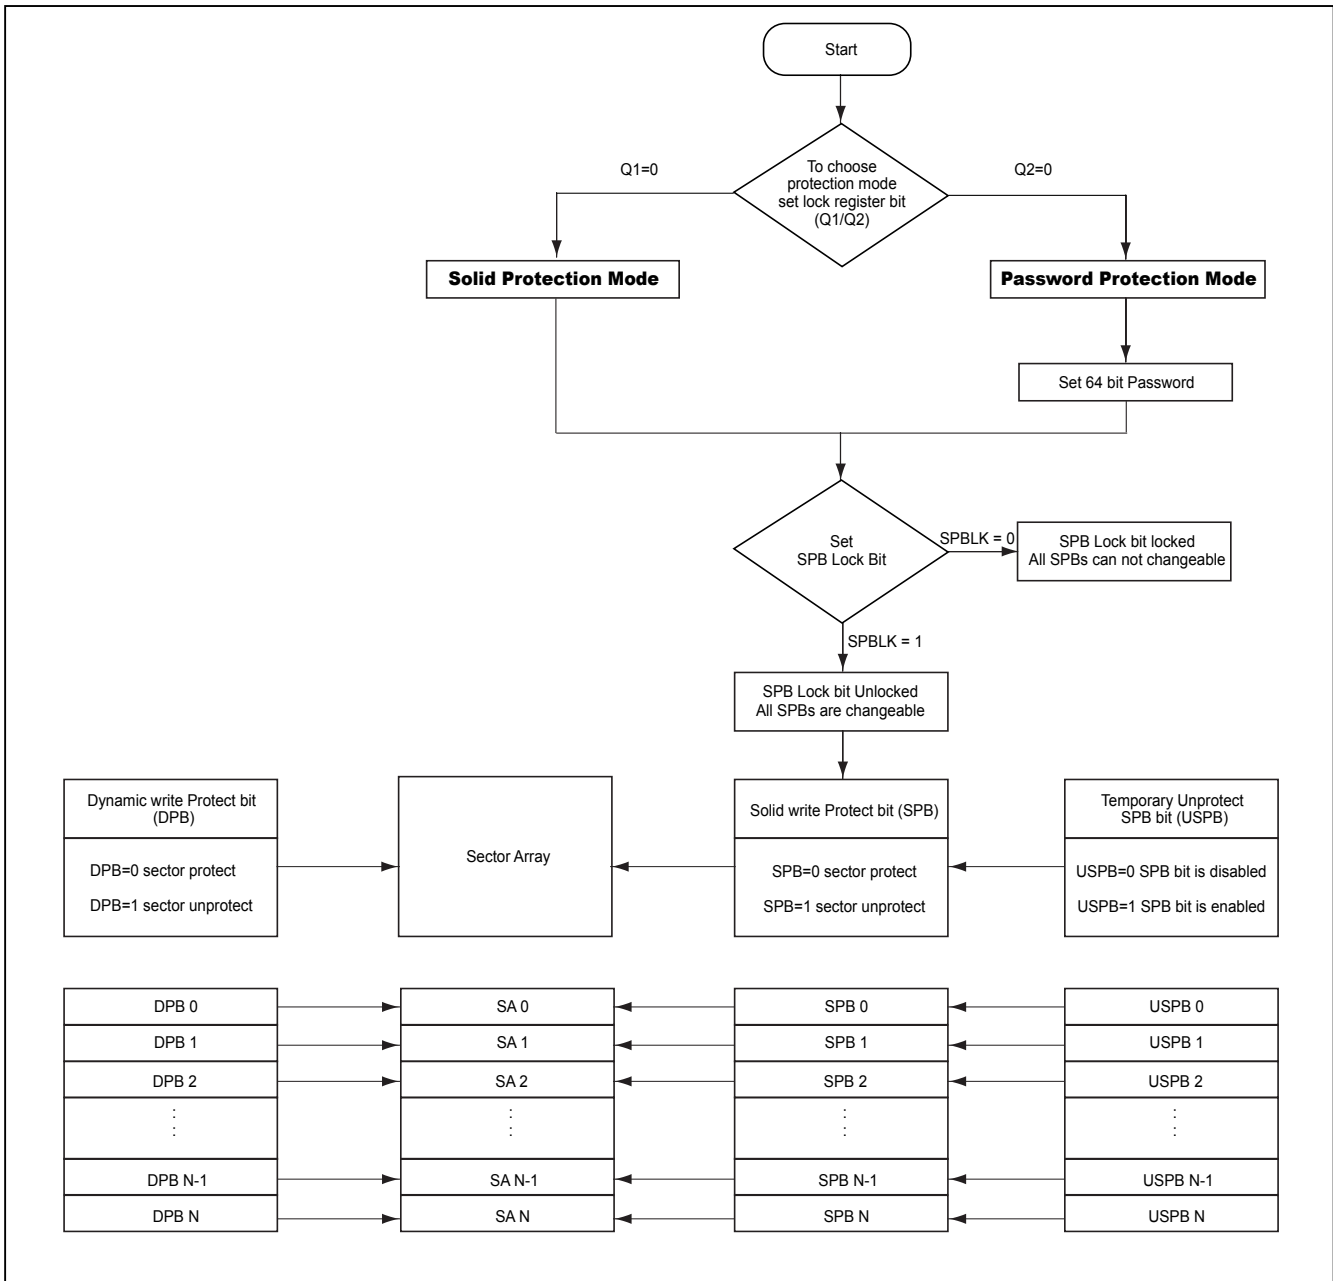 Start
To choose
protection mode
set lock register bit
(Q1/Q2)
Q1=0
Q2=0
Solid Protection Mode
Password Protection Mode
Set 64 bit Password
Set
SPB Lock Bit
SPBLK = 0
SPB Lock bit locked
All SPBs can not changeable
SPBLK = 1
SPB Lock bit Unlocked
All SPBs are changeable
Dynamic write Protect bit
(DPB)
DPB=0 sector protect
DPB=1 sector unprotect
Sector Array
Solid write Protect bit (SPB)
SPB=0 sector protect
SPB=1 sector unprotect
Temporary Unprotect
SPB bit (USPB)
USPB=0 SPB bit is disabled
USPB=1 SPB bit is enabled
DPB 0 SA 0 SPB 0 USPB 0
DPB 1 SA 1 SPB 1 USPB 1
DPB 2 SA 2 SPB 2 USPB 2
DPB N-1 SA N-1 SPB N-1 USPB N-1
DPB N SA N SPB N USPB N